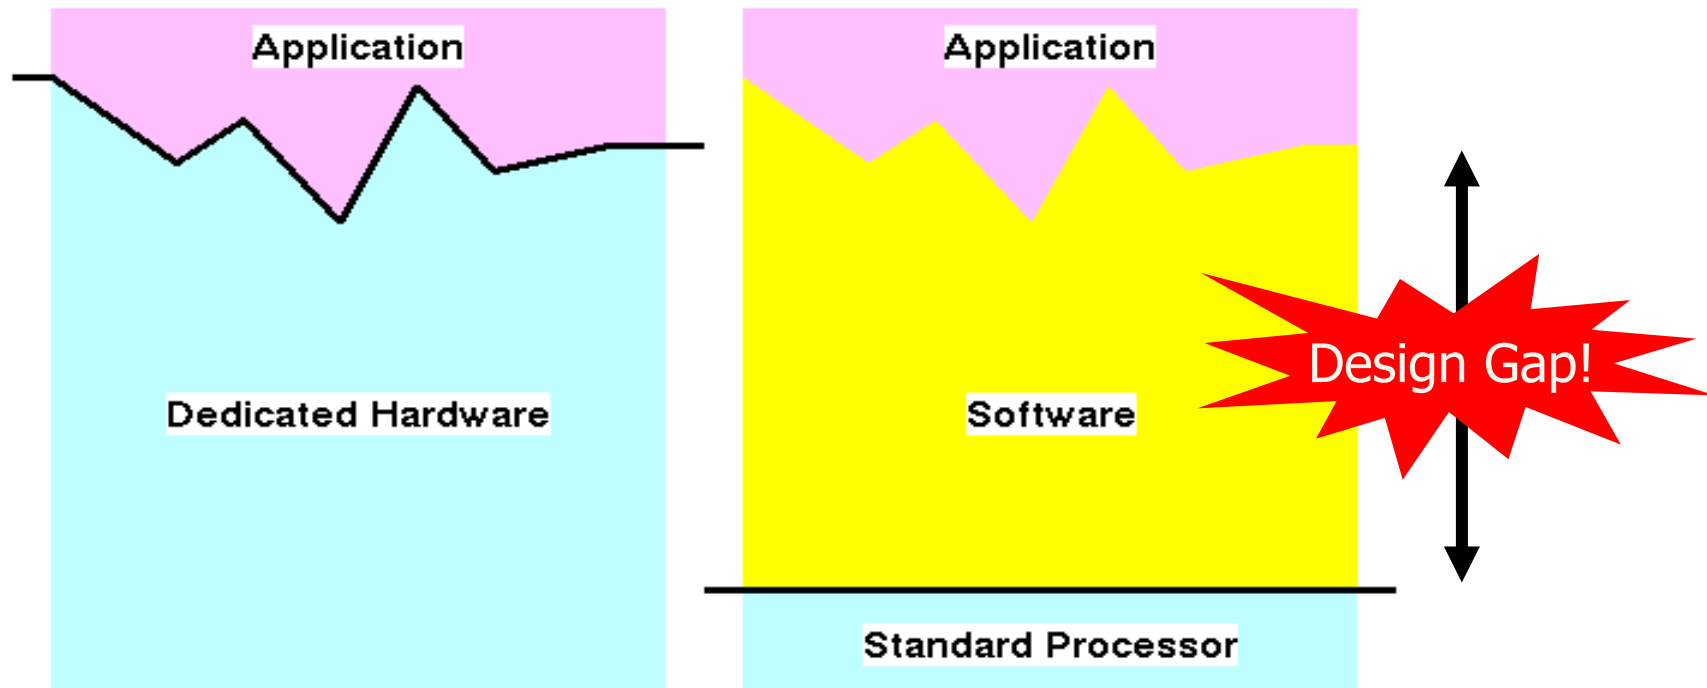 Application
Dedicated Hardware
Application
Software
Design Gap!
Standard Processor